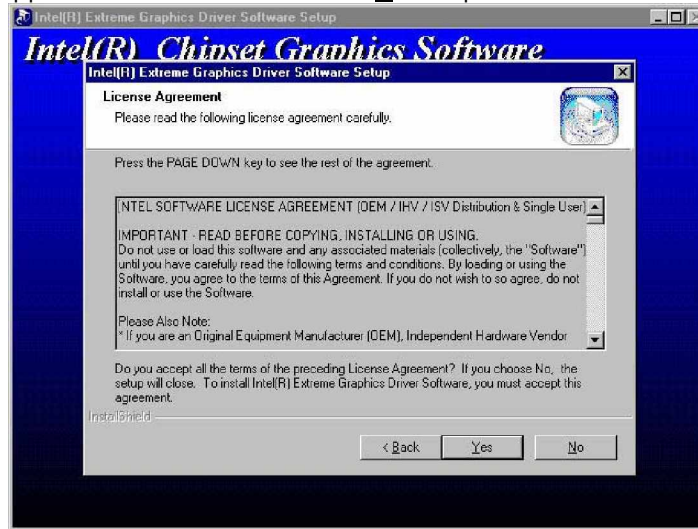 Intel(R) Extreme Graphics Driver Software Setup
Intel(R) Chipset Graphics Software
Intel(R) Extreme Graphics Driver Software Setup
License Agreement
Please read the following license agreement carefully.
Press the PAGE DOWN key to see the rest of the agreement.
INTEL SOFTWARE LICENSE AGREEMENT (OEM / IHV / ISV Distribution & Single User)
IMPORTANT - READ BEFORE COPYING, INSTALLING OR USING.
Do not use or load this software and any associated materials (collectively, the "Software")
until you have carefully read the following terms and conditions. By loading or using the
Software, you agree to the terms of this Agreement. If you do not wish to so agree, do not
install or use the Software.
Please Also Note:
* If you are an Original Equipment Manufacturer (OEM), Independent Hardware Vendor
Do you accept all the terms of the preceding License Agreement? If you choose No, the
setup will close. To install Intel(R) Extreme Graphics Driver Software, you must accept this
agreement.
InstallShield
< Back Yes No